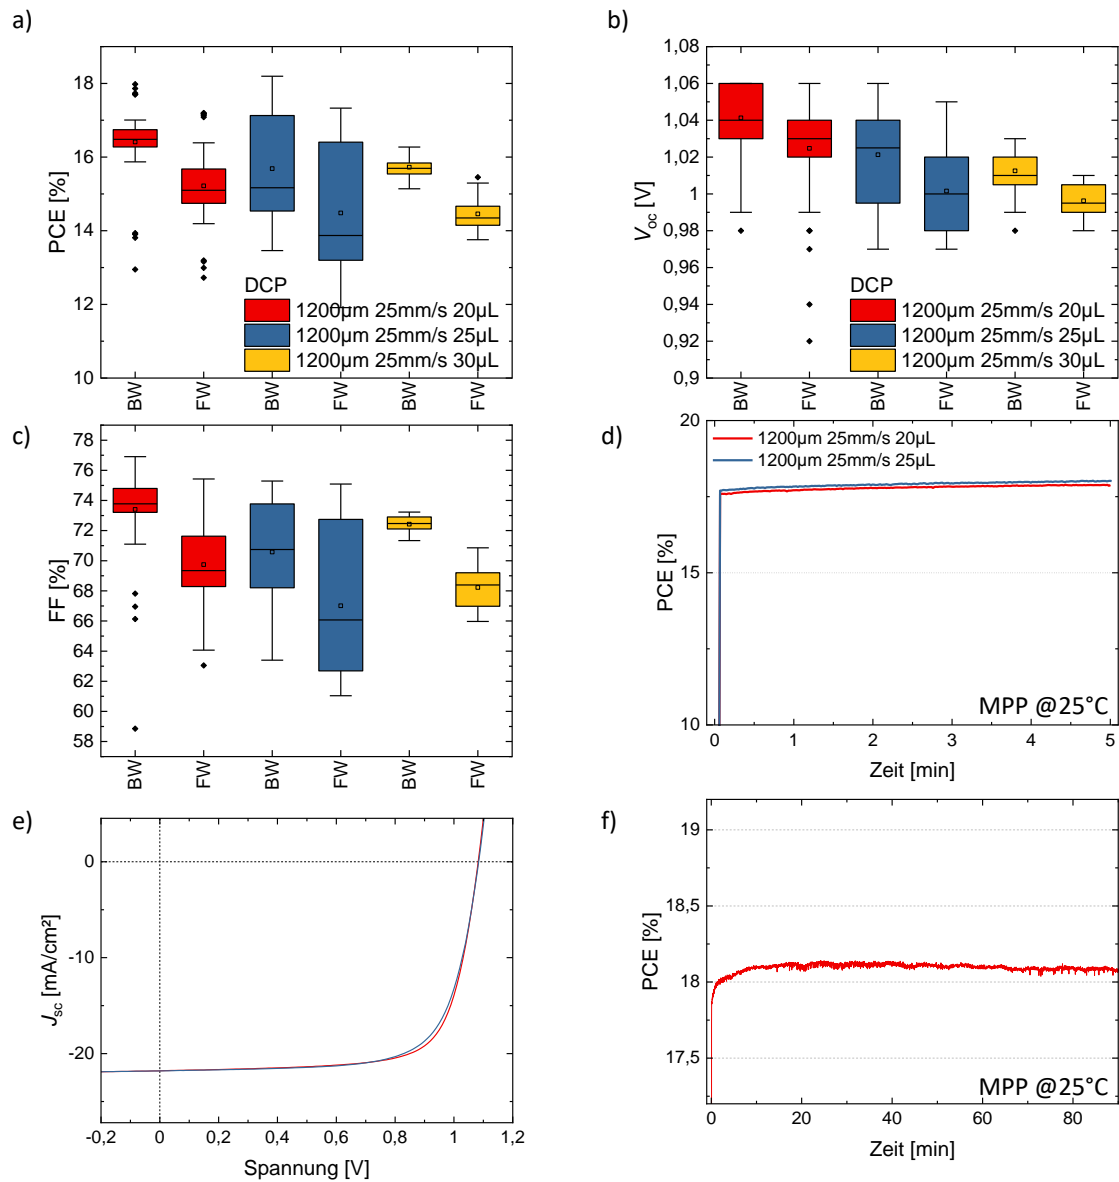 a)
PCE [%]
18
16
14
12
10
BW
FW
BW
FW
BW
FW
DCP
1200µm 25mm/s 20µL
1200µm 25mm/s 25µL
1200µm 25mm/s 30µL
b)
Voc [V]
1,08
1,06
1,04
1,02
1
0,98
0,96
0,94
0,92
0,9
BW
FW
BW
FW
BW
FW
DCP
1200µm 25mm/s 20µL
1200µm 25mm/s 25µL
1200µm 25mm/s 30µL
c)
FF [%]
78
76
74
72
70
68
66
64
62
60
58
BW
FW
BW
FW
BW
FW
d)
PCE [%]
20
15
10
1200µm 25mm/s 20µL
1200µm 25mm/s 25µL
MPP @25°C
0
1
2
3
4
5
Zeit [min]
e)
Jsc [mA/cm²]
0
-10
-20
-0,2
0
0,2
0,4
0,6
0,8
1
1,2
Spannung [V]
f)
PCE [%]
19
18,5
18
17,5
MPP @25°C
0
20
40
60
80
Zeit [min]